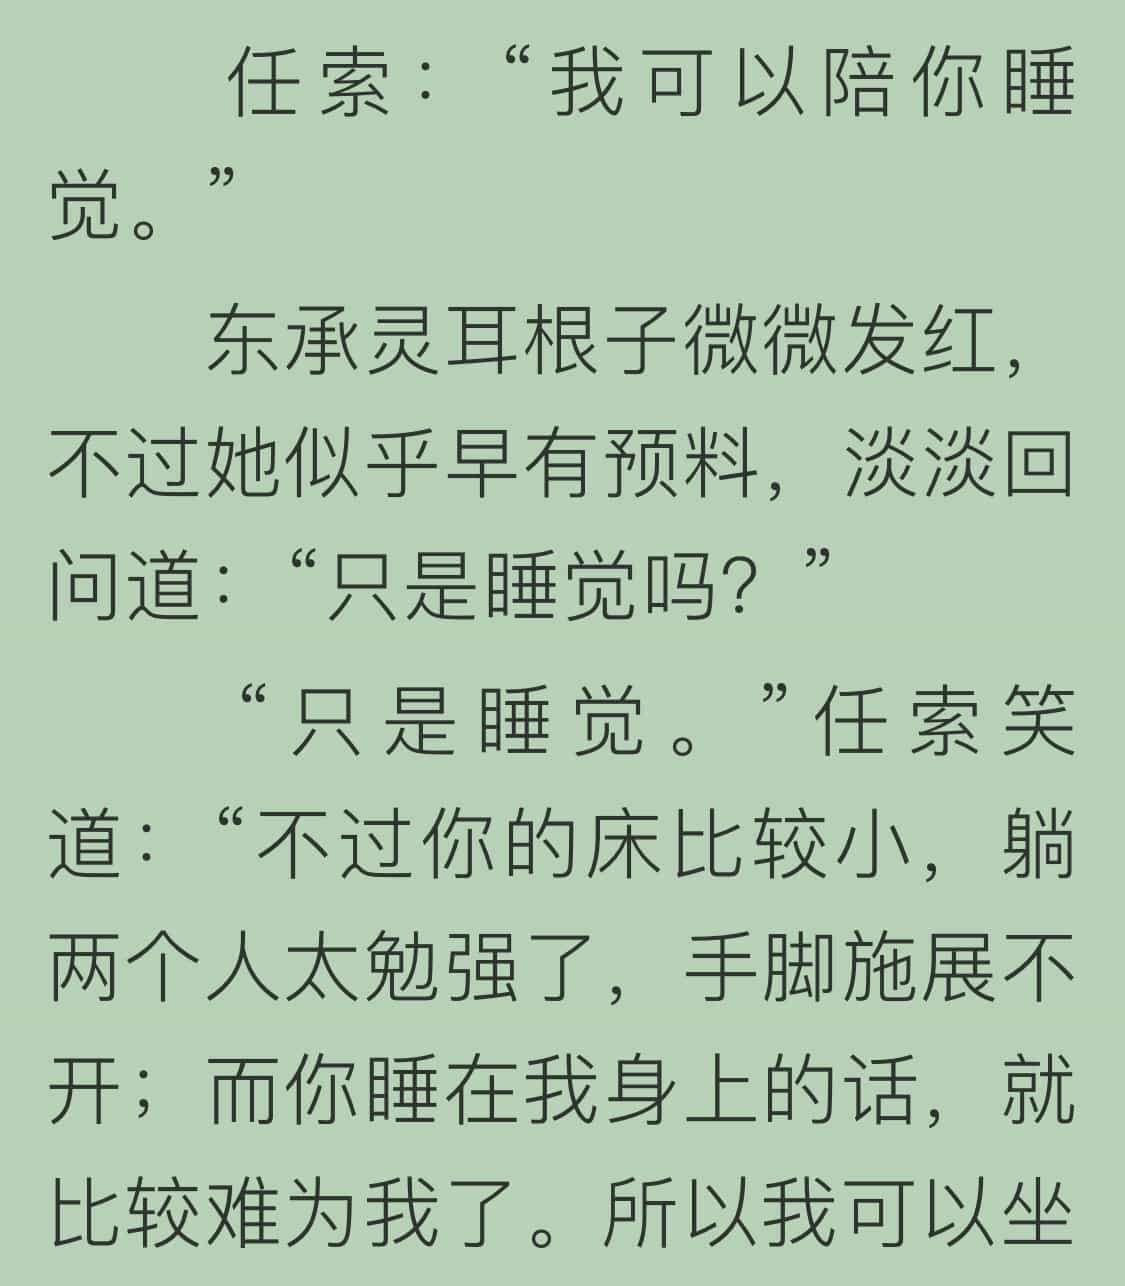 任索：“我可以陪你睡
觉。”
东承灵耳根子微微发红，
不过她似乎早有预料，淡淡回
问道：“只是睡觉吗？”
“只是睡觉。”任索笑
道：“不过你的床比较小，躺
两个人太勉强了，手脚施展不
开；而你睡在我身上的话，就
比较难为我了。所以我可以坐